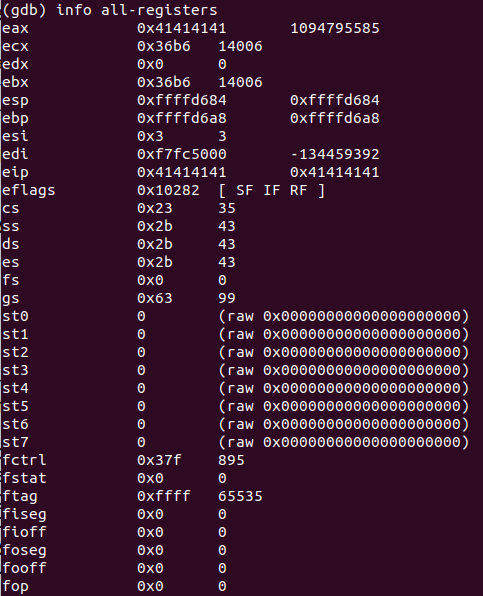 (gdb) info all-registers
eax 0x41414141 1094795585
ecx 0x36b6 14006
edx 0x0 0
ebx 0x36b6 14006
esp 0xffffd684 0xffffd684
ebp 0xffffd6a8 0xffffd6a8
esi 0x3 3
edi 0xf7fc5000 -134459392
eip 0x41414141 0x41414141
eflags 0x10282 [ SF IF RF ]
cs 0x23 35
ss 0x2b 43
ds 0x2b 43
es 0x2b 43
fs 0x0 0
gs 0x63 99
st0 0 (raw 0x00000000000000000000)
st1 0 (raw 0x00000000000000000000)
st2 0 (raw 0x00000000000000000000)
st3 0 (raw 0x00000000000000000000)
st4 0 (raw 0x00000000000000000000)
st5 0 (raw 0x00000000000000000000)
st6 0 (raw 0x00000000000000000000)
st7 0 (raw 0x00000000000000000000)
fctrl 0x37f 895
fstat 0x0 0
ftag 0xffff 65535
fiseg 0x0 0
fioff 0x0 0
foseg 0x0 0
fooff 0x0 0
fop 0x0 0